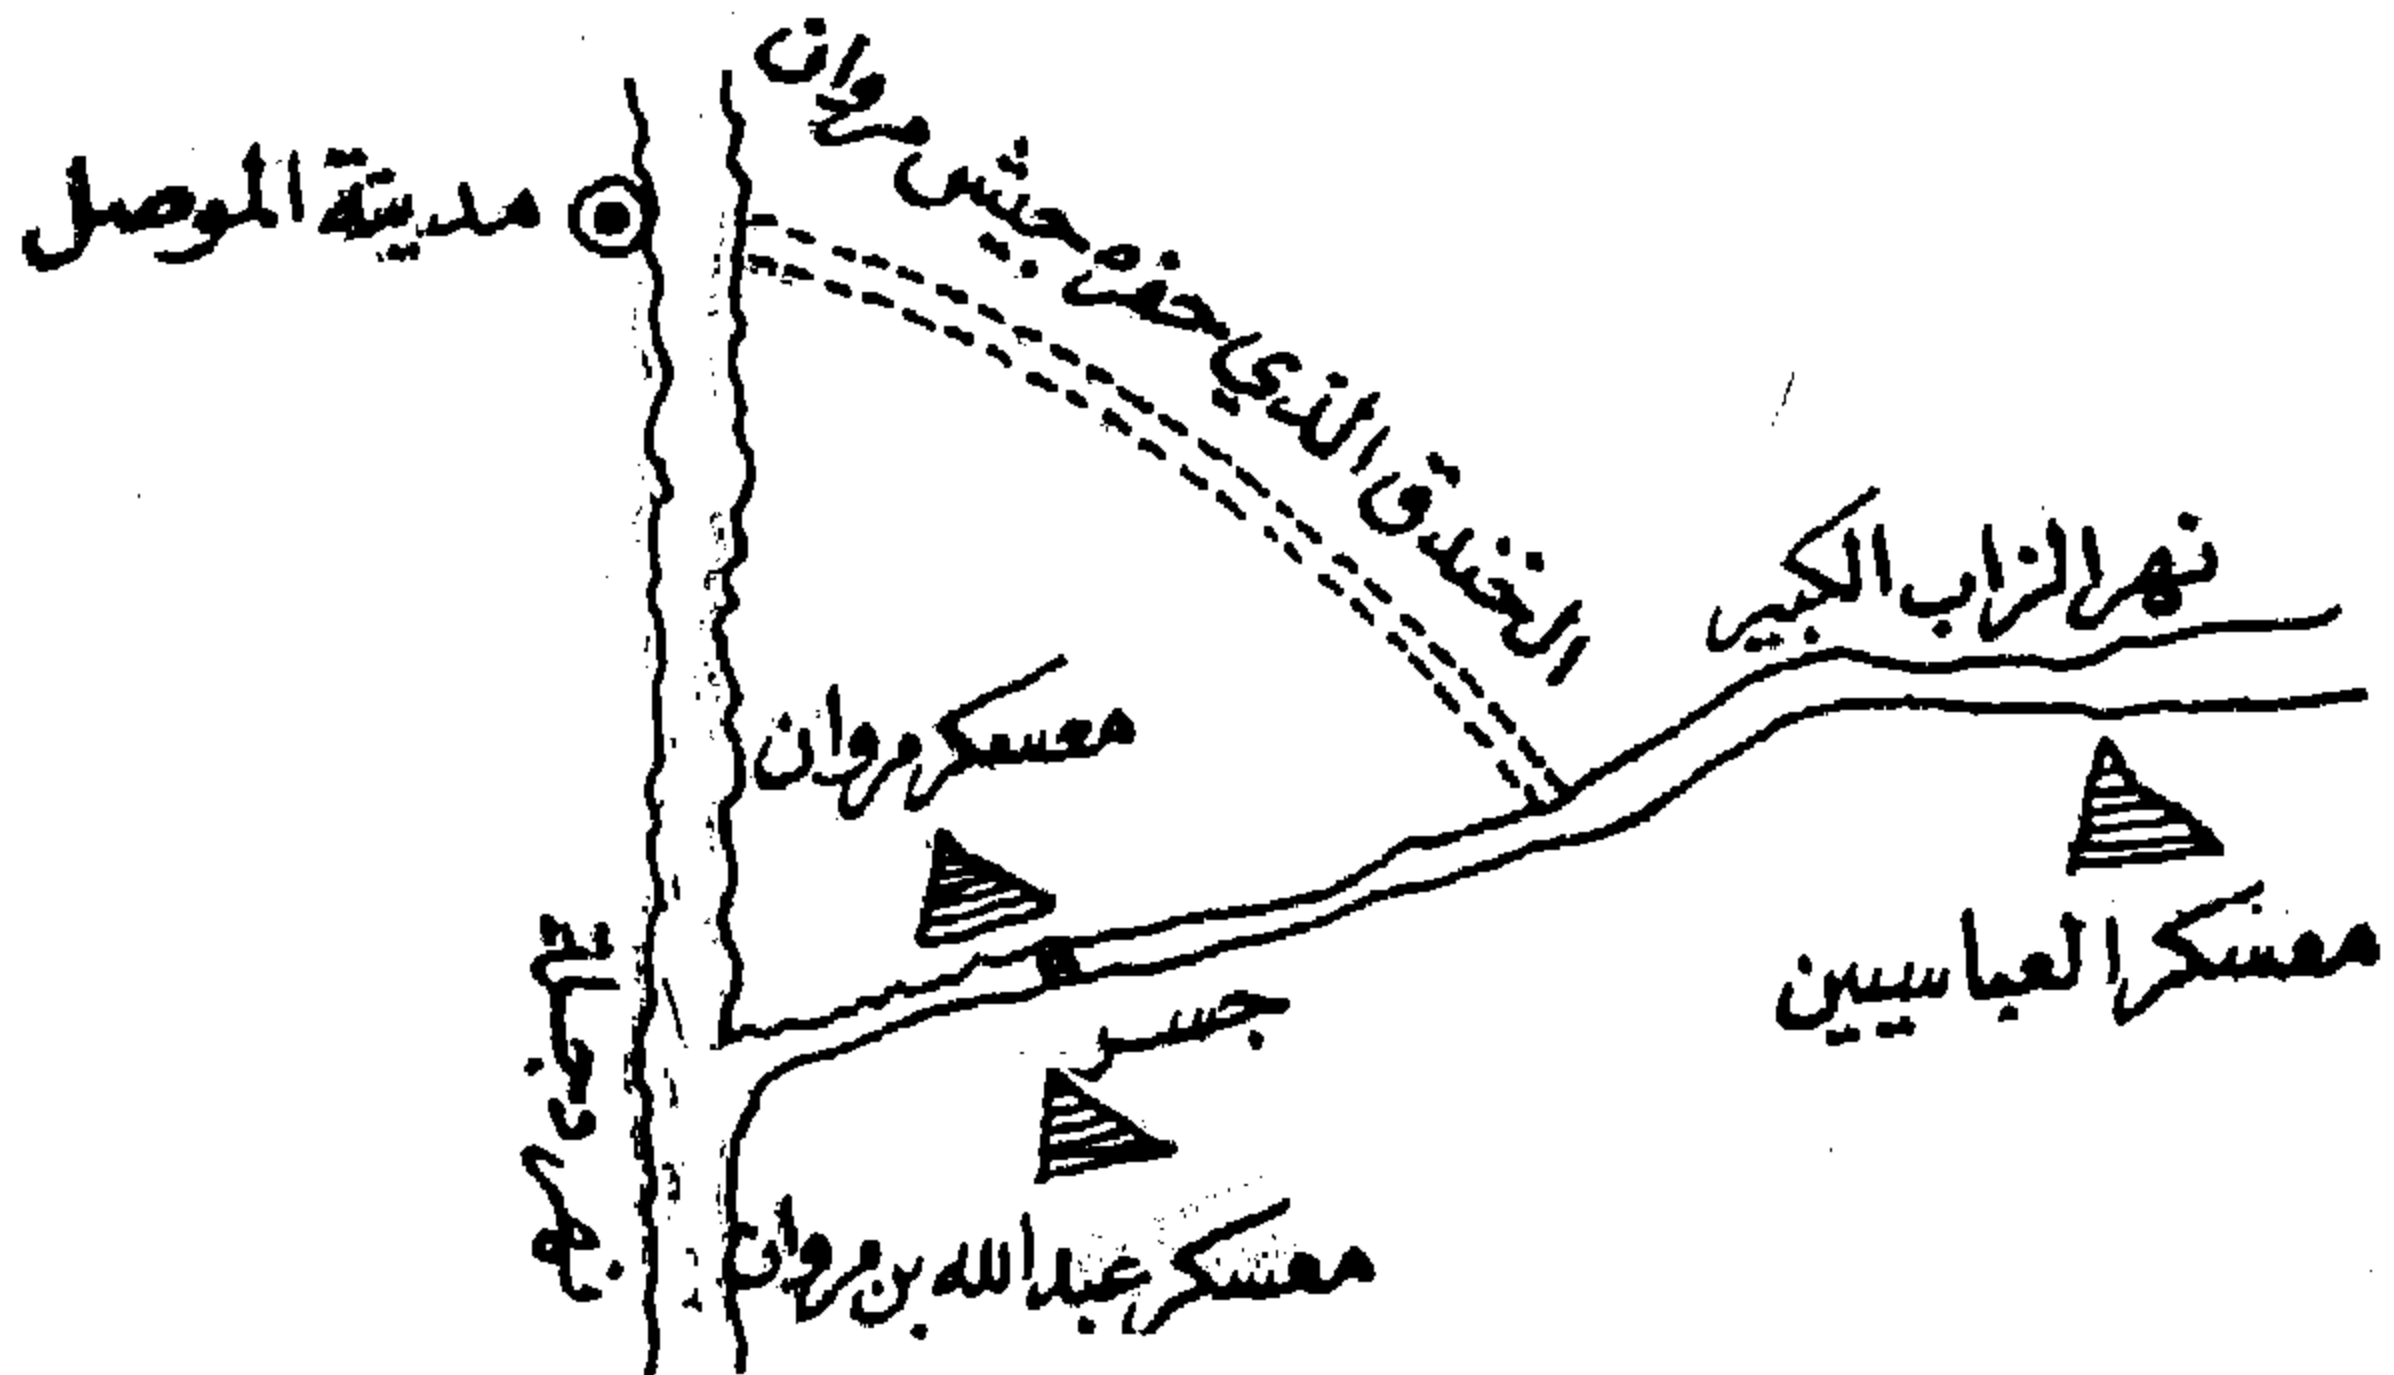 الخندق الذي حفره جيش مروان
مدينة الموصل
نهر الزاب الكبير
معسكر مروان
معسكر العباسيين
جسر
معسكر عبد الله بن مروان
نهر